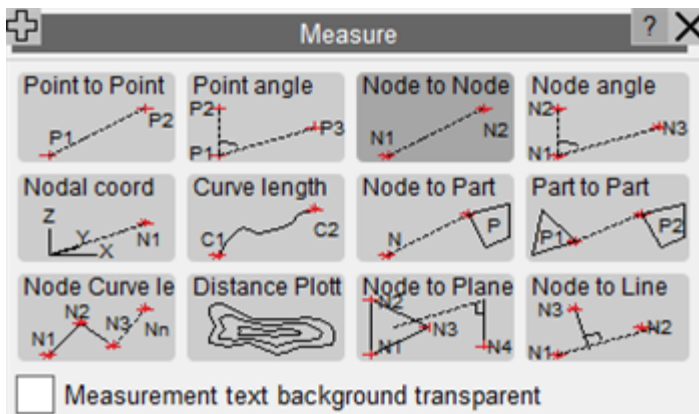 Measure ?
Point to Point Point angle Node to Node Node angle
P1 P2 P2 P1 P3 N1 N2 N2 N1 N3
Nodal coord Curve length Node to Part Part to Part
Z Y X N1 C1 C2 N P P1 P2
Node Curve le Distance Plott Node to Plane Node to Line
N1 N2 N3 Nn N2 N1 N3 N4 N3 N1 N2
Measurement text background transparent